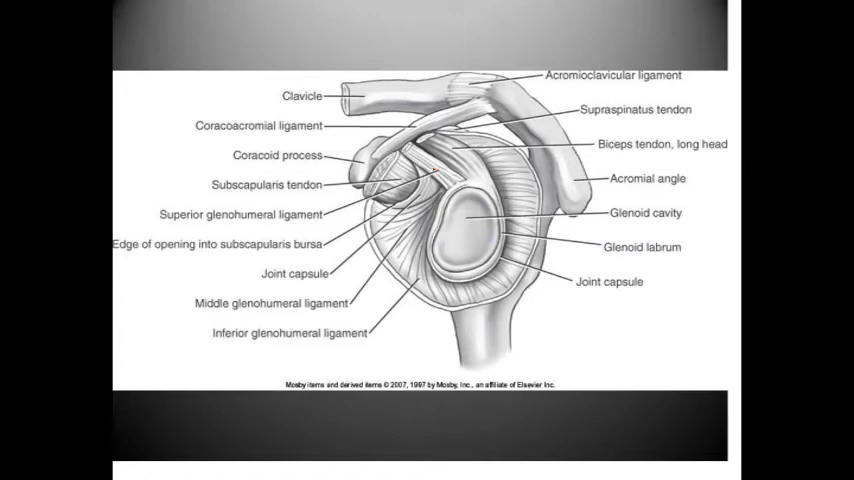 Acromioclavicular ligament
Clavicle
Supraspinatus tendon
Coracoacromial ligament
Biceps tendon, long head
Coracoid process
Acromial angle
Subscapularis tendon
Glenoid cavity
Superior glenohumeral ligament
Edge of opening into subscapularis bursa
Glenoid labrum
Joint capsule
Joint capsule
Middle glenohumeral ligament
Inferior glenohumeral ligament
Mosby items and derived items © 2007, 1997 by Mosby, Inc., an affiliate of Elsevier Inc.